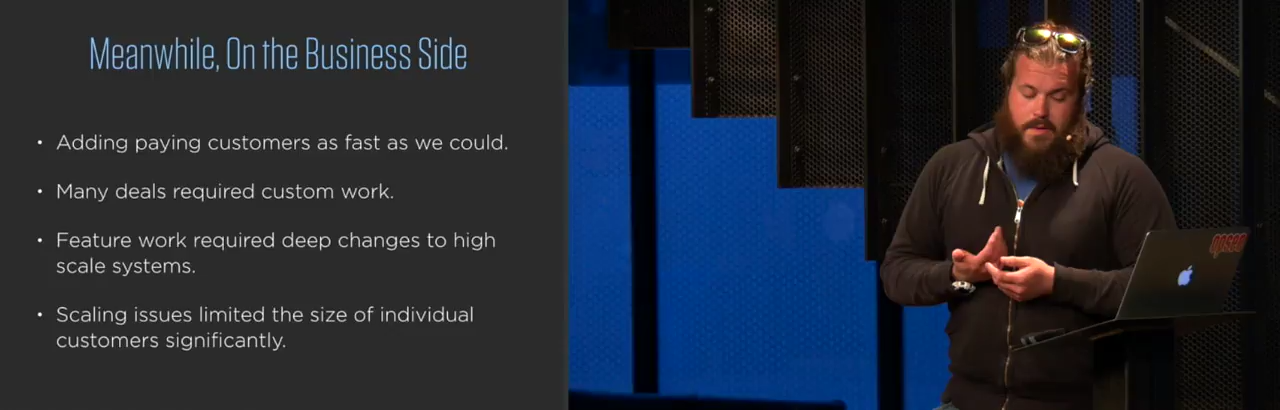 Meanwhile, On the Business Side
• Adding paying customers as fast as we could.
• Many deals required custom work.
• Feature work required deep changes to high
scale systems.
• Scaling issues limited the size of individual
customers significantly.
opsee